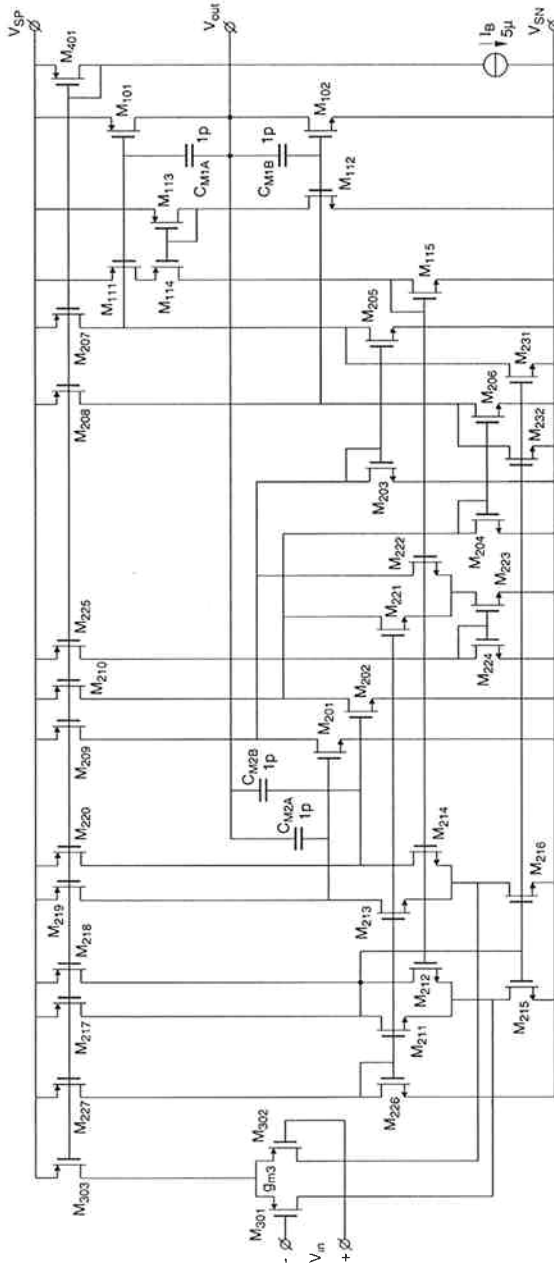 V_SP
V_out
V_SN
M_401
I_B
5μ
M_101
M_102
1p
1p
C_M1A
C_M1B
M_113
M_112
M_111
M_114
M_115
M_207
M_205
M_208
M_231
M_206
M_232
M_203
M_204
M_222
M_223
M_221
M_224
M_225
M_210
M_202
M_209
M_201
C_M2B
1p
C_M2A
1p
M_220
M_214
M_219
M_213
M_216
M_218
M_212
M_215
M_217
M_211
M_227
M_226
M_303
M_302
g_m3
M_301
-
V_in
+